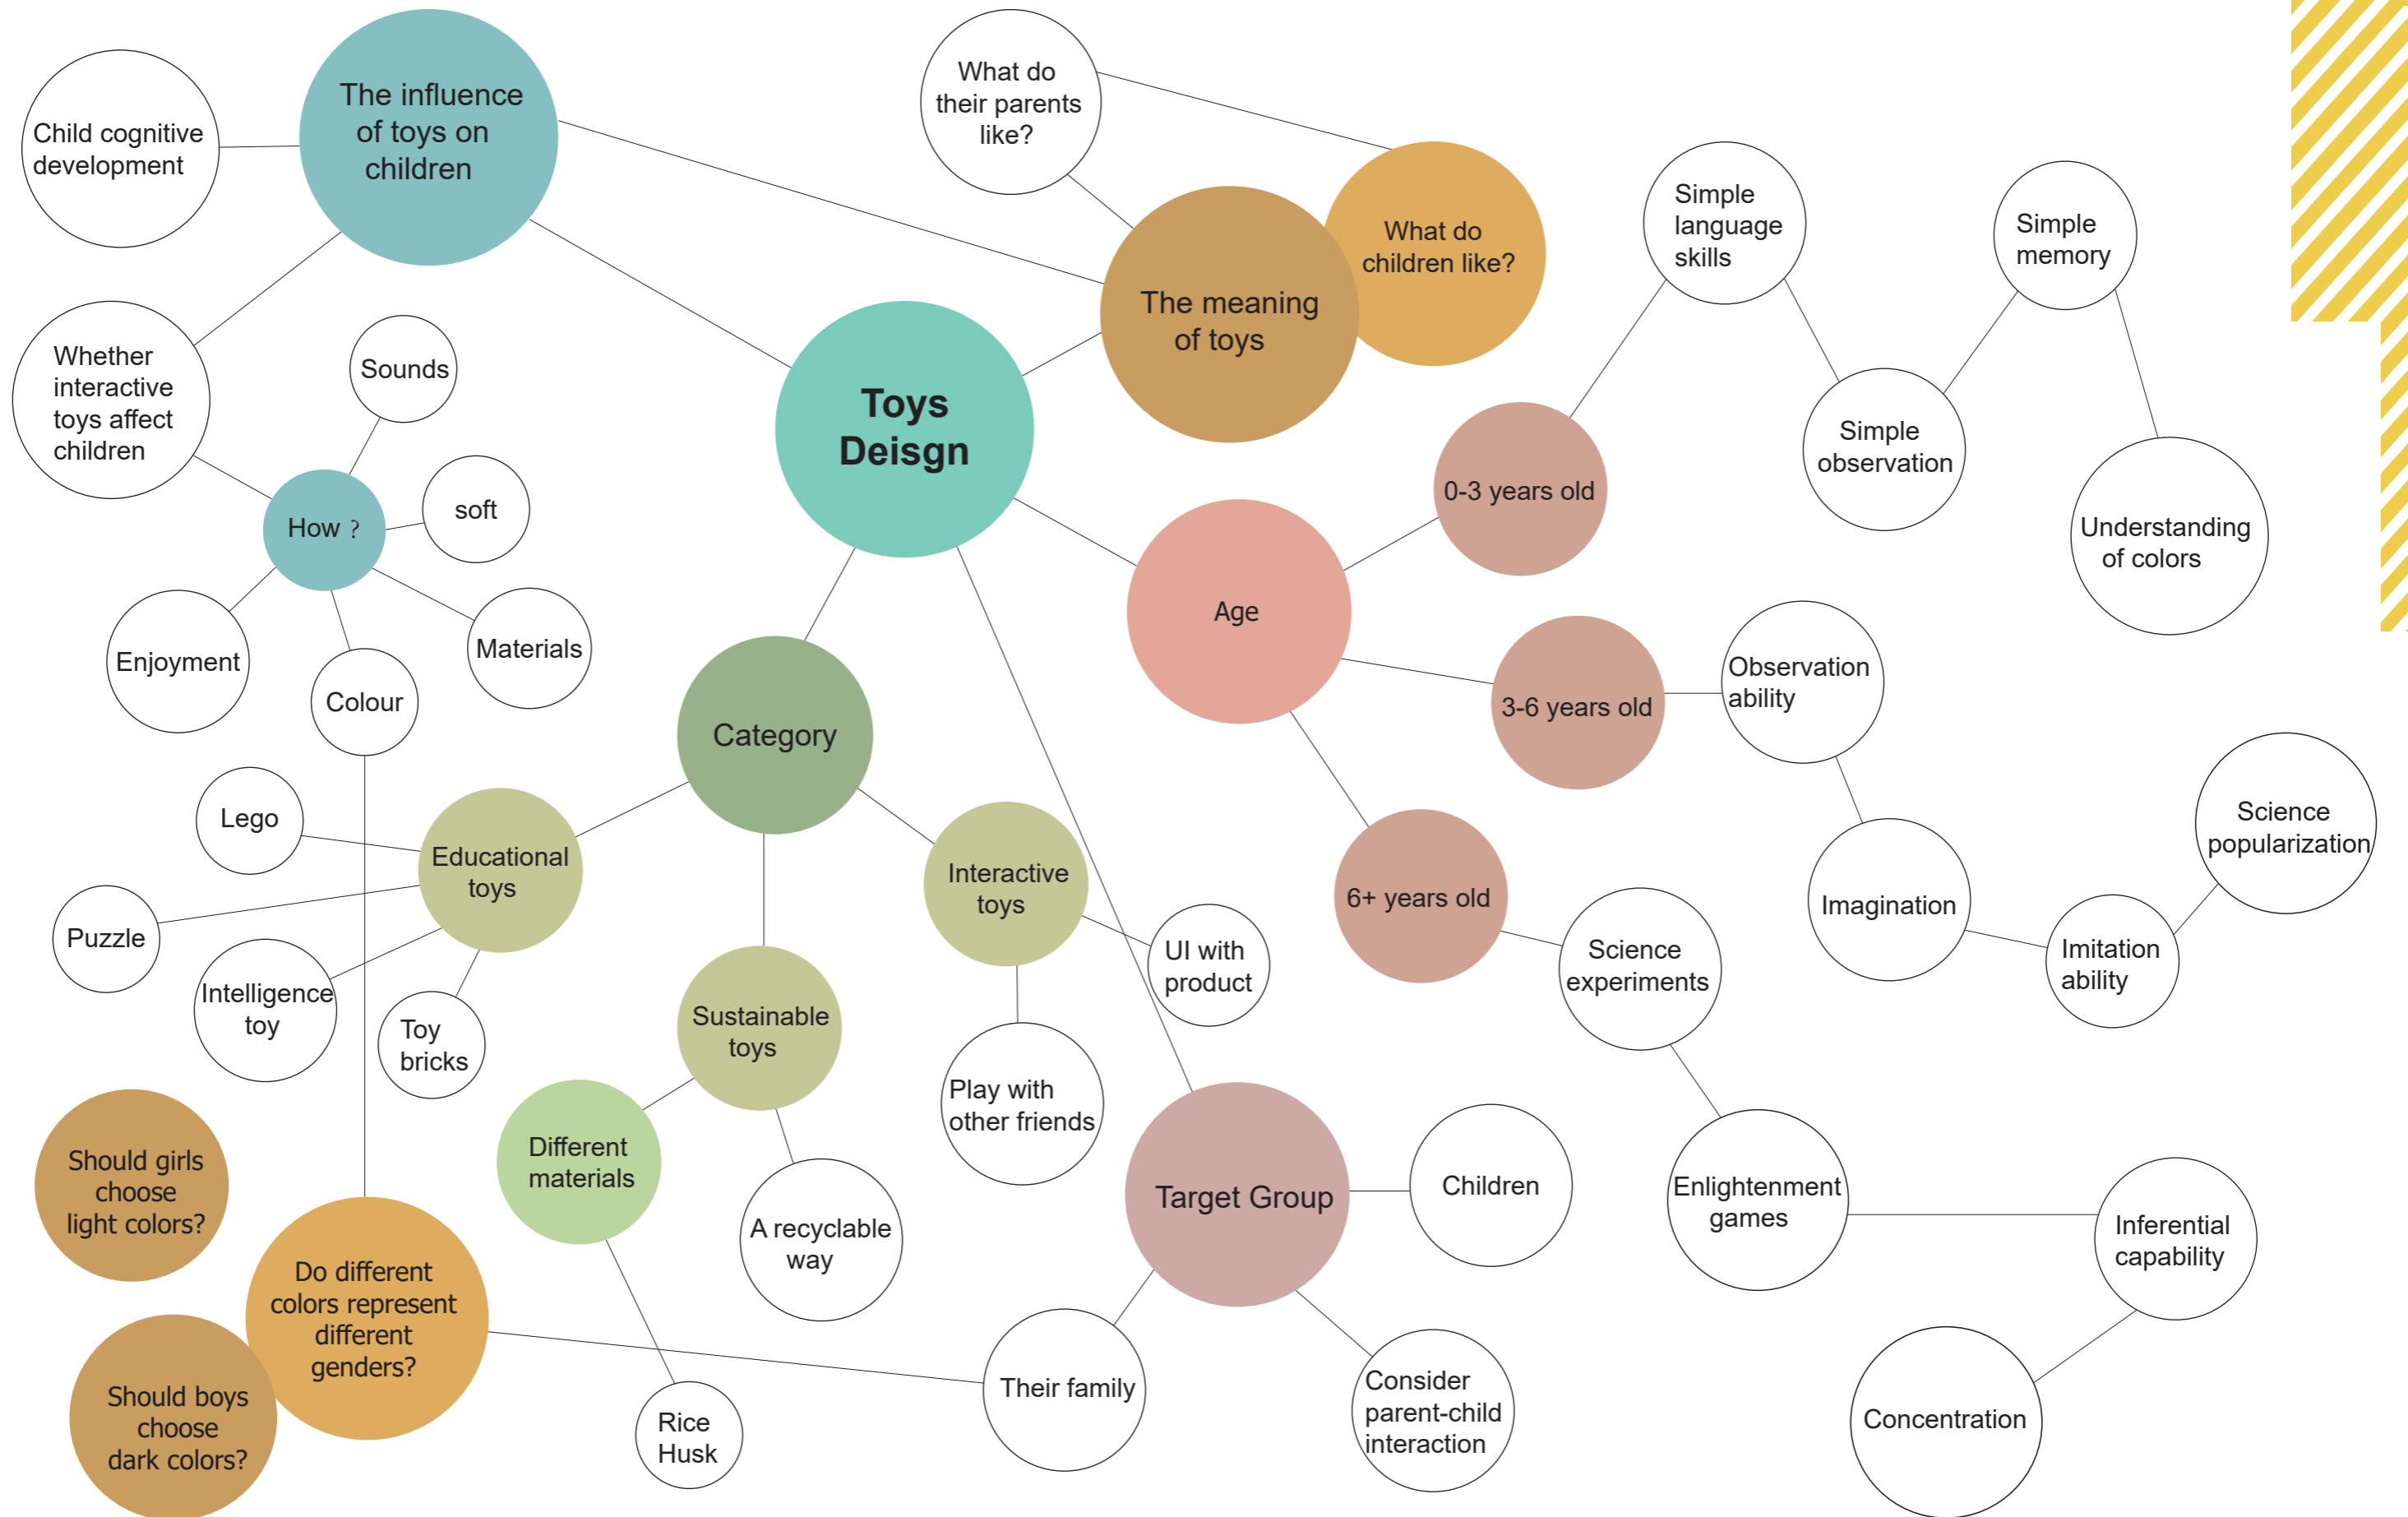 The influence
of toys on
children
Child cognitive
development
Whether
interactive
toys affect
children
How ?
Sounds
soft
Materials
Colour
Enjoyment
What do
their parents
like?
What do
children like?
The meaning
of toys
Toys
Deisgn
Age
0-3 years old
Simple
language
skills
Simple
observation
Simple
memory
Understanding
of colors
3-6 years old
Observation
ability
Imagination
Imitation
ability
Science
popularization
6+ years old
Science
experiments
Enlightenment
games
Inferential
capability
Concentration
Category
Educational
toys
Lego
Puzzle
Intelligence
toy
Toy
bricks
Sustainable
toys
Different
materials
Rice
Husk
A recyclable
way
Interactive
toys
UI with
product
Play with
other friends
Target Group
Children
Consider
parent-child
interaction
Their family
Do different
colors represent
different
genders?
Should girls
choose
light colors?
Should boys
choose
dark colors?